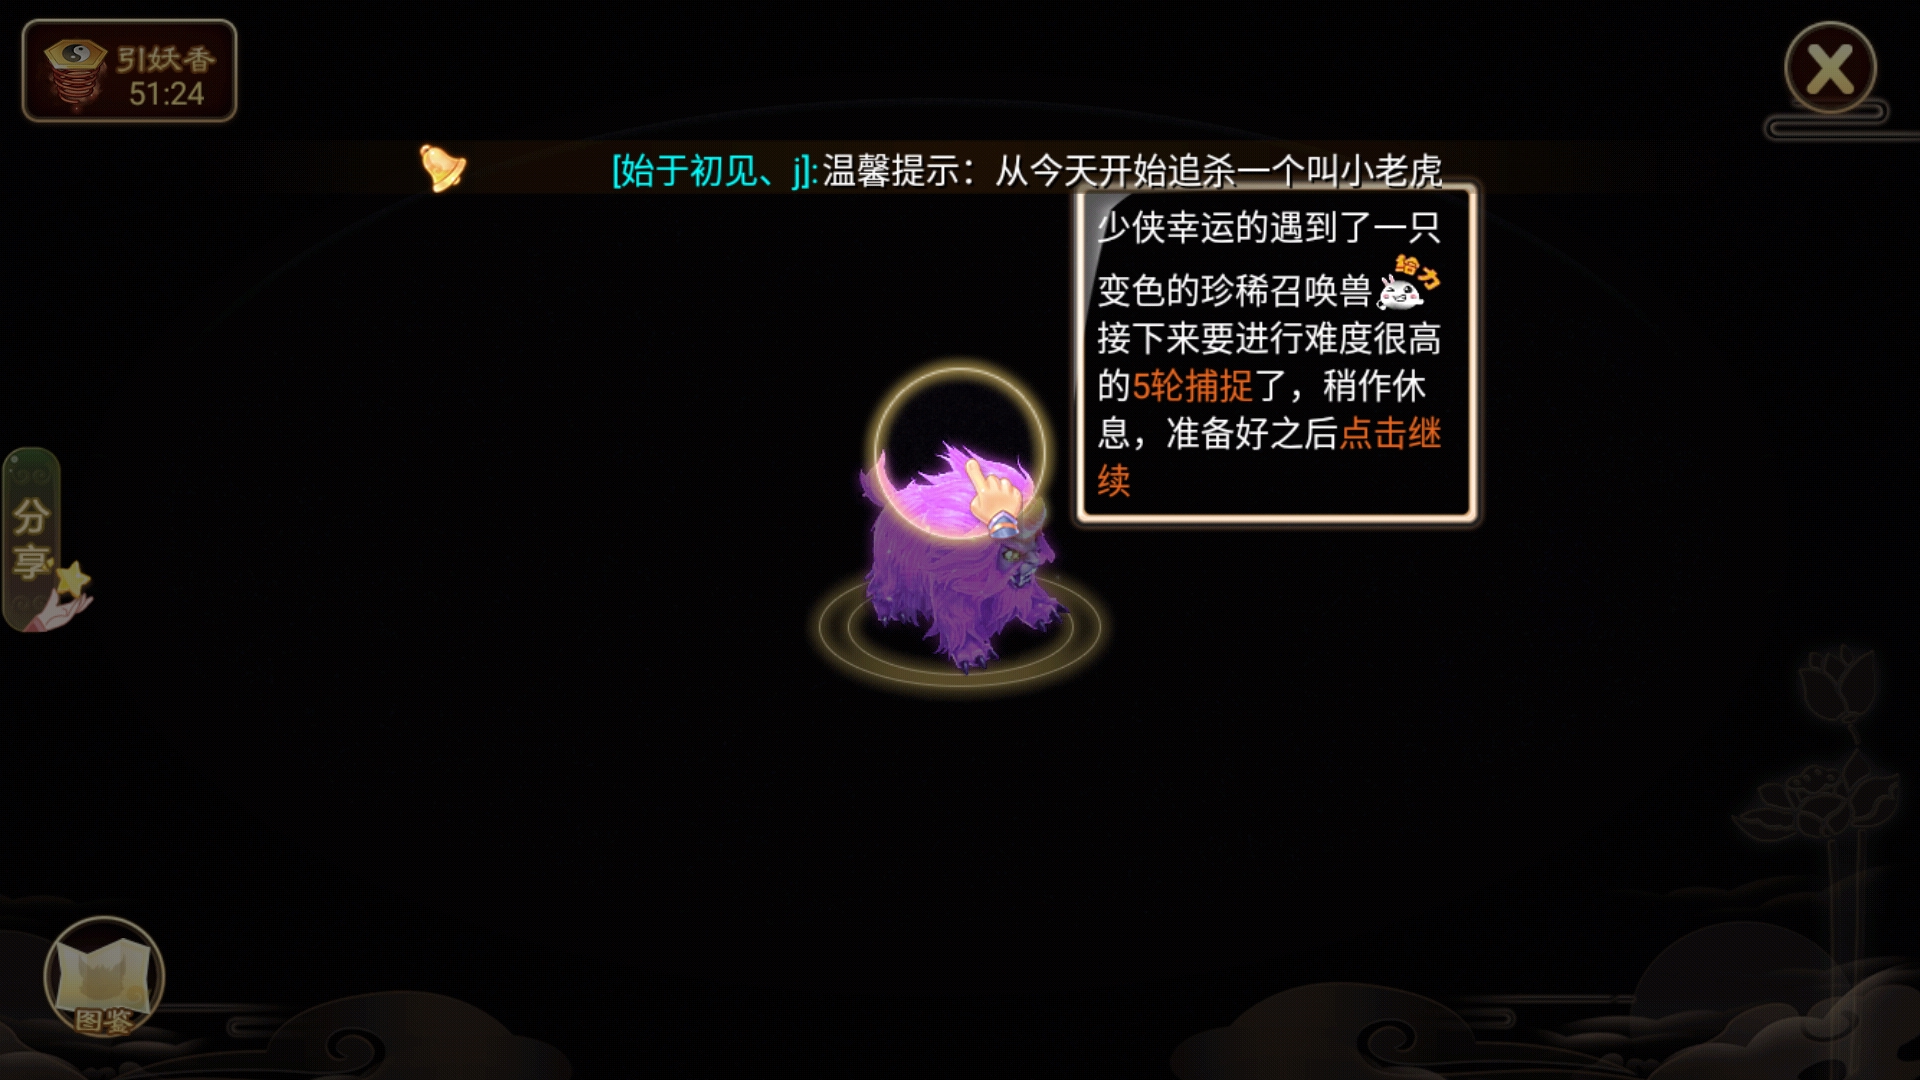 引妖香
51:24
[始于初见、j]:温馨提示：从今天开始追杀一个叫小老虎
少侠幸运的遇到了一只
变色的珍稀召唤兽
给力
接下来要进行难度很高
的5轮捕捉了，稍作休
息，准备好之后点击继
续
分享
图鉴